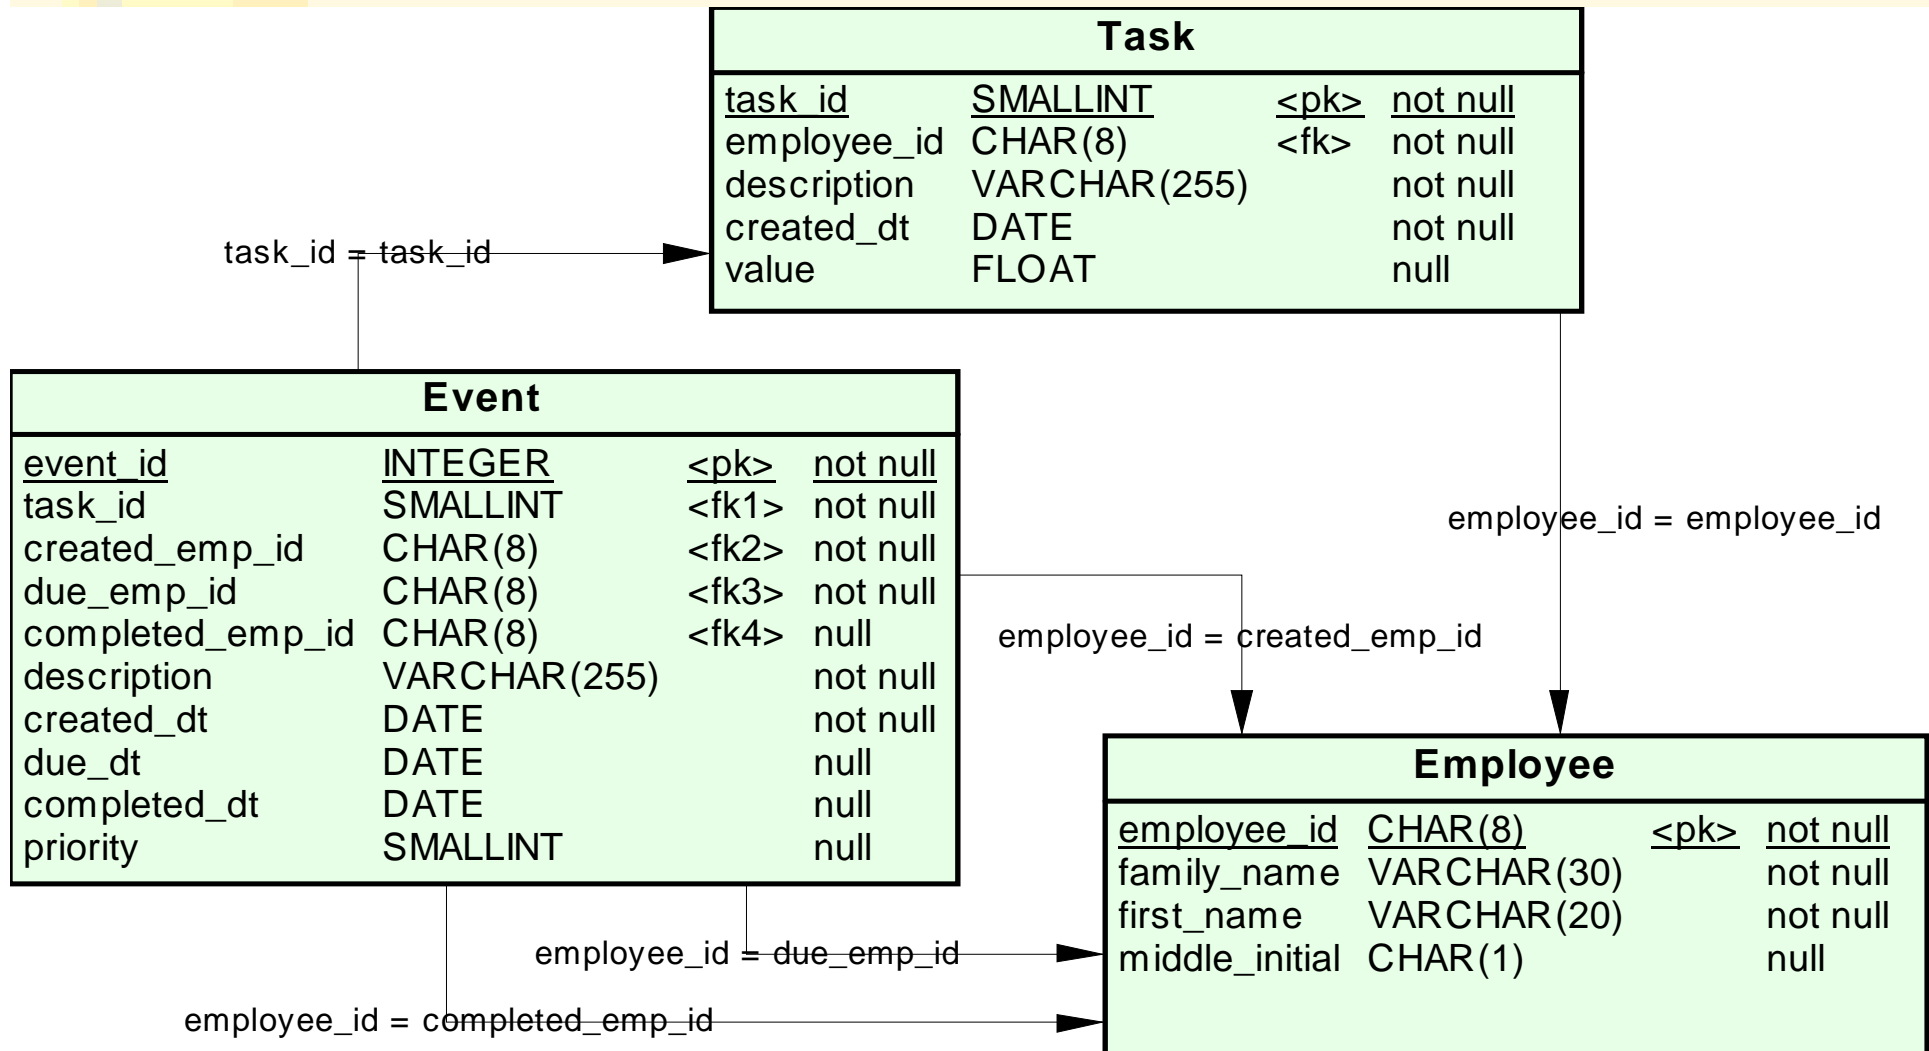 Task
task_id SMALLINT <pk> not null
employee_id CHAR(8) <fk> not null
description VARCHAR(255) not null
created_dt DATE not null
value FLOAT null
task_id = task_id
Event
event_id INTEGER <pk> not null
task_id SMALLINT <fk1> not null
created_emp_id CHAR(8) <fk2> not null
due_emp_id CHAR(8) <fk3> not null
completed_emp_id CHAR(8) <fk4> null
description VARCHAR(255) not null
created_dt DATE not null
due_dt DATE null
completed_dt DATE null
priority SMALLINT null
employee_id = employee_id
employee_id = created_emp_id
Employee
employee_id CHAR(8) <pk> not null
family_name VARCHAR(30) not null
first_name VARCHAR(20) not null
middle_initial CHAR(1) null
employee_id = due_emp_id
employee_id = completed_emp_id